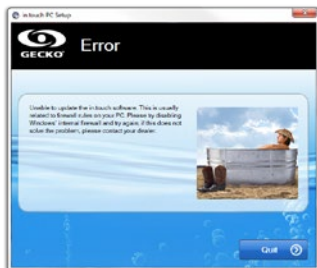 in.touch PC Setup
GECKO
Error
Unable to update the in.touch software. This is usually
related to firewall rules on your PC. Please try disabling
Windows' internal firewall and try again, if this does not
solve the problem, please contact your dealer.
Quit